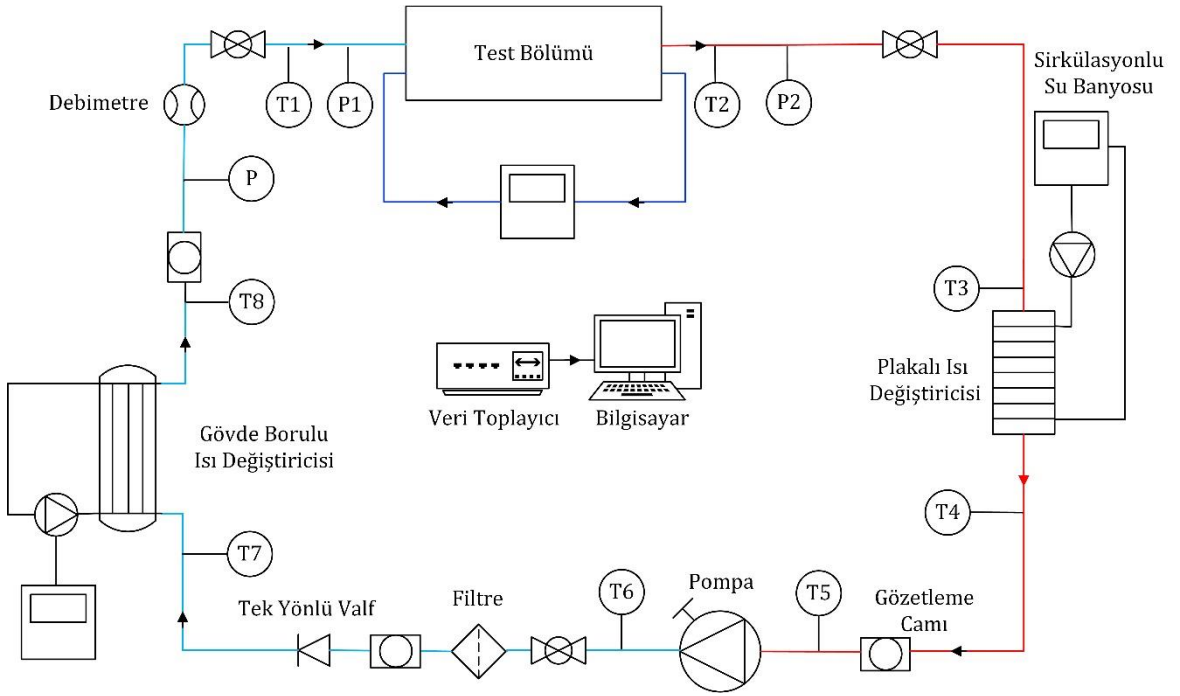 Test Bölümü
Sirkülasyonlu
Su Banyosu
Debimetre
T1
P1
T2
P2
P
T8
T3
Plakalı Isı
Değiştiricisi
Veri Toplayıcı
Bilgisayar
Gövde Borulu
Isı Değiştiricisi
T4
T7
T6
Pompa
T5
Gözetleme
Camı
Tek Yönlü Valf
Filtre